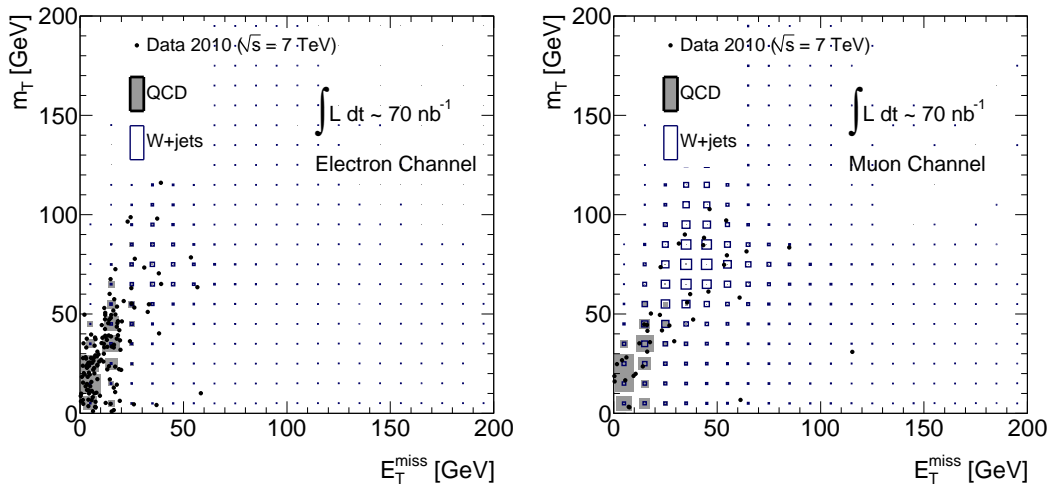 m_T [GeV]
200
150
100
50
0
0 50 100 150 200
E_T^miss [GeV]
Data 2010 (√s = 7 TeV)
QCD
W+jets
∫ L dt ~ 70 nb^-1
Electron Channel
m_T [GeV]
200
150
100
50
0
0 50 100 150 200
E_T^miss [GeV]
Data 2010 (√s = 7 TeV)
QCD
W+jets
∫ L dt ~ 70 nb^-1
Muon Channel